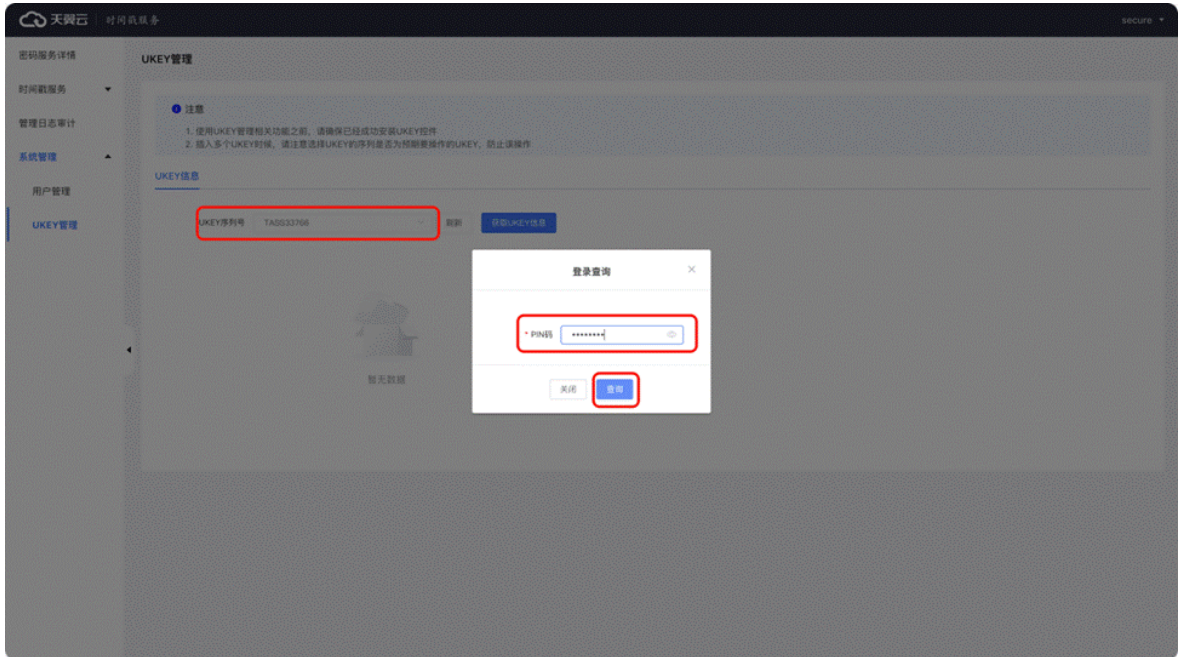 天翼云 时间戳服务 secure
密码服务详情
时间戳服务
管理日志审计
系统管理
用户管理
UKEY管理
UKEY管理
注意
1. 使用UKEY管理相关功能之前，请确保已经成功安装UKEY控件
2. 插入多个UKEY时候，请注意选择UKEY的序列是否为预期要操作的UKEY，防止误操作
UKEY信息
UKEY序列号 TASS33766 刷新 获取UKEY信息
暂无数据
登录查询
* PIN码 ••••••••
关闭 查询